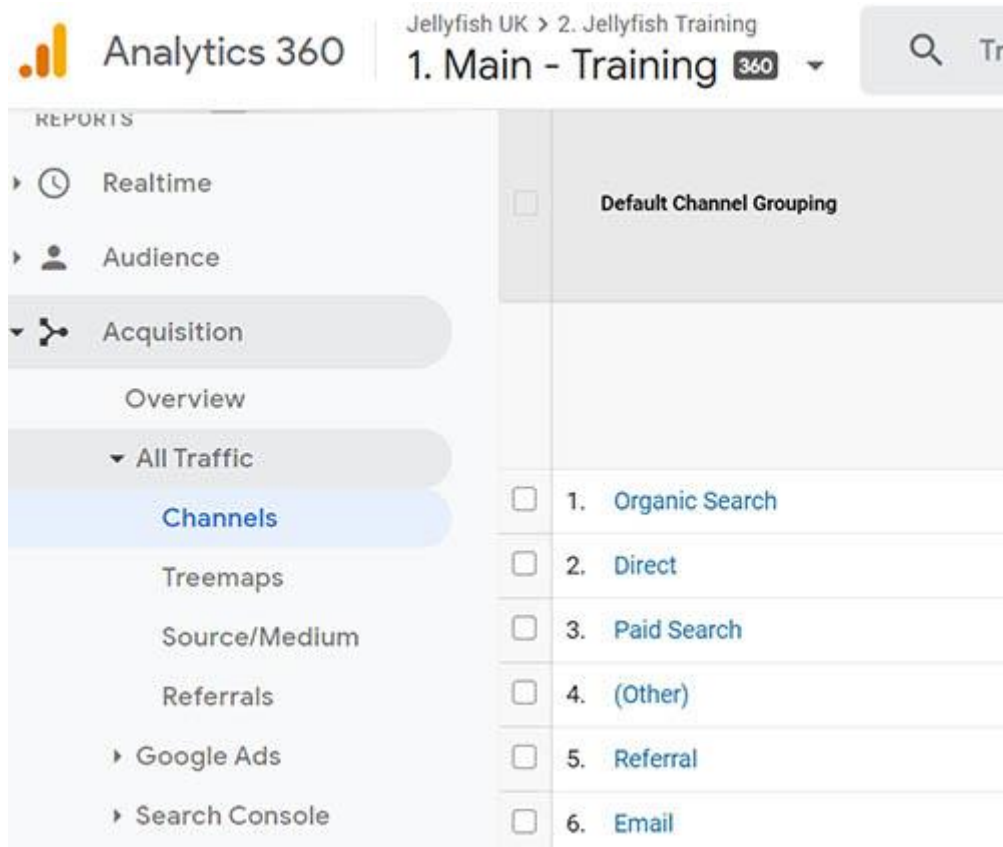 Analytics 360
Jellyfish UK > 2. Jellyfish Training
1. Main - Training 360
Tr
REPORTS
Realtime
Audience
Acquisition
Overview
All Traffic
Channels
Treemaps
Source/Medium
Referrals
Google Ads
Search Console
Default Channel Grouping
1. Organic Search
2. Direct
3. Paid Search
4. (Other)
5. Referral
6. Email